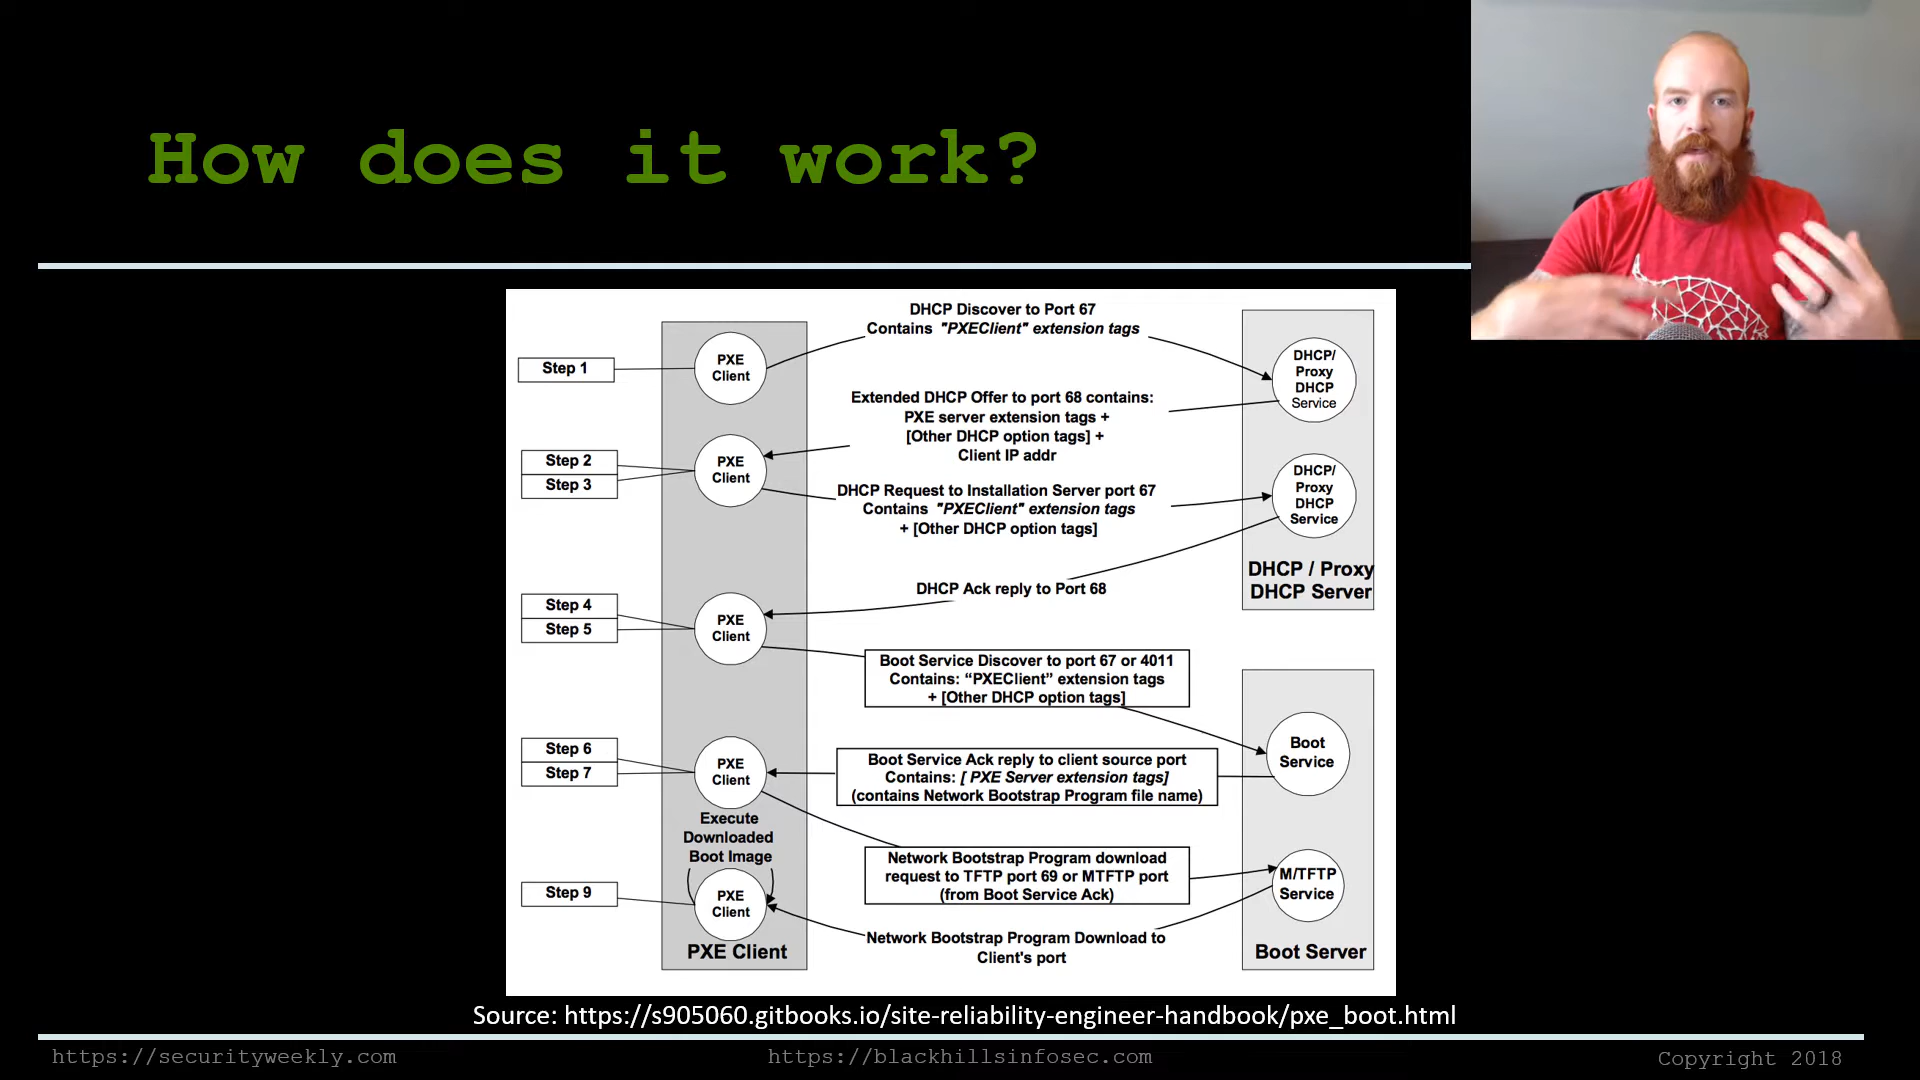 How does it work?
DHCP Discover to Port 67
Contains "PXEClient" extension tags
Step 1
PXE
Client
DHCP/
Proxy
DHCP
Service
Extended DHCP Offer to port 68 contains:
PXE server extension tags +
[Other DHCP option tags] +
Client IP addr
Step 2
Step 3
PXE
Client
DHCP Request to Installation Server port 67
Contains "PXEClient" extension tags
+ [Other DHCP option tags]
DHCP/
Proxy
DHCP
Service
DHCP / Proxy
DHCP Server
DHCP Ack reply to Port 68
Step 4
Step 5
PXE
Client
Boot Service Discover to port 67 or 4011
Contains: “PXEClient” extension tags
+ [Other DHCP option tags]
Boot
Service
Step 6
Step 7
PXE
Client
Boot Service Ack reply to client source port
Contains: [ PXE Server extension tags]
(contains Network Bootstrap Program file name)
Execute
Downloaded
Boot Image
Network Bootstrap Program download
request to TFTP port 69 or MTFTP port
(from Boot Service Ack)
M/TFTP
Service
Step 9
PXE
Client
Network Bootstrap Program Download to
Client's port
PXE Client
Boot Server
Source: https://s905060.gitbooks.io/site-reliability-engineer-handbook/pxe_boot.html
https://securityweekly.com
https://blackhillsinfosec.com
Copyright 2018